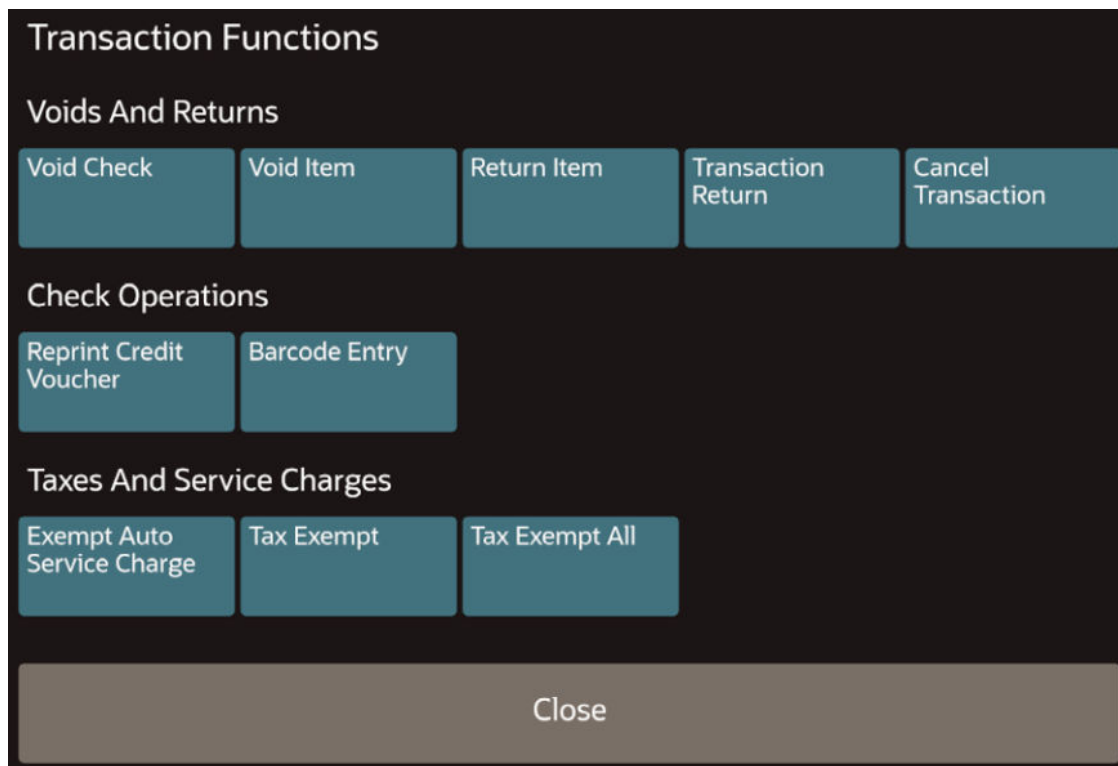 Transaction Functions
Voids And Returns
Void Check
Void Item
Return Item
Transaction
Return
Cancel
Transaction
Check Operations
Reprint Credit
Voucher
Barcode Entry
Taxes And Service Charges
Exempt Auto
Service Charge
Tax Exempt
Tax Exempt All
Close